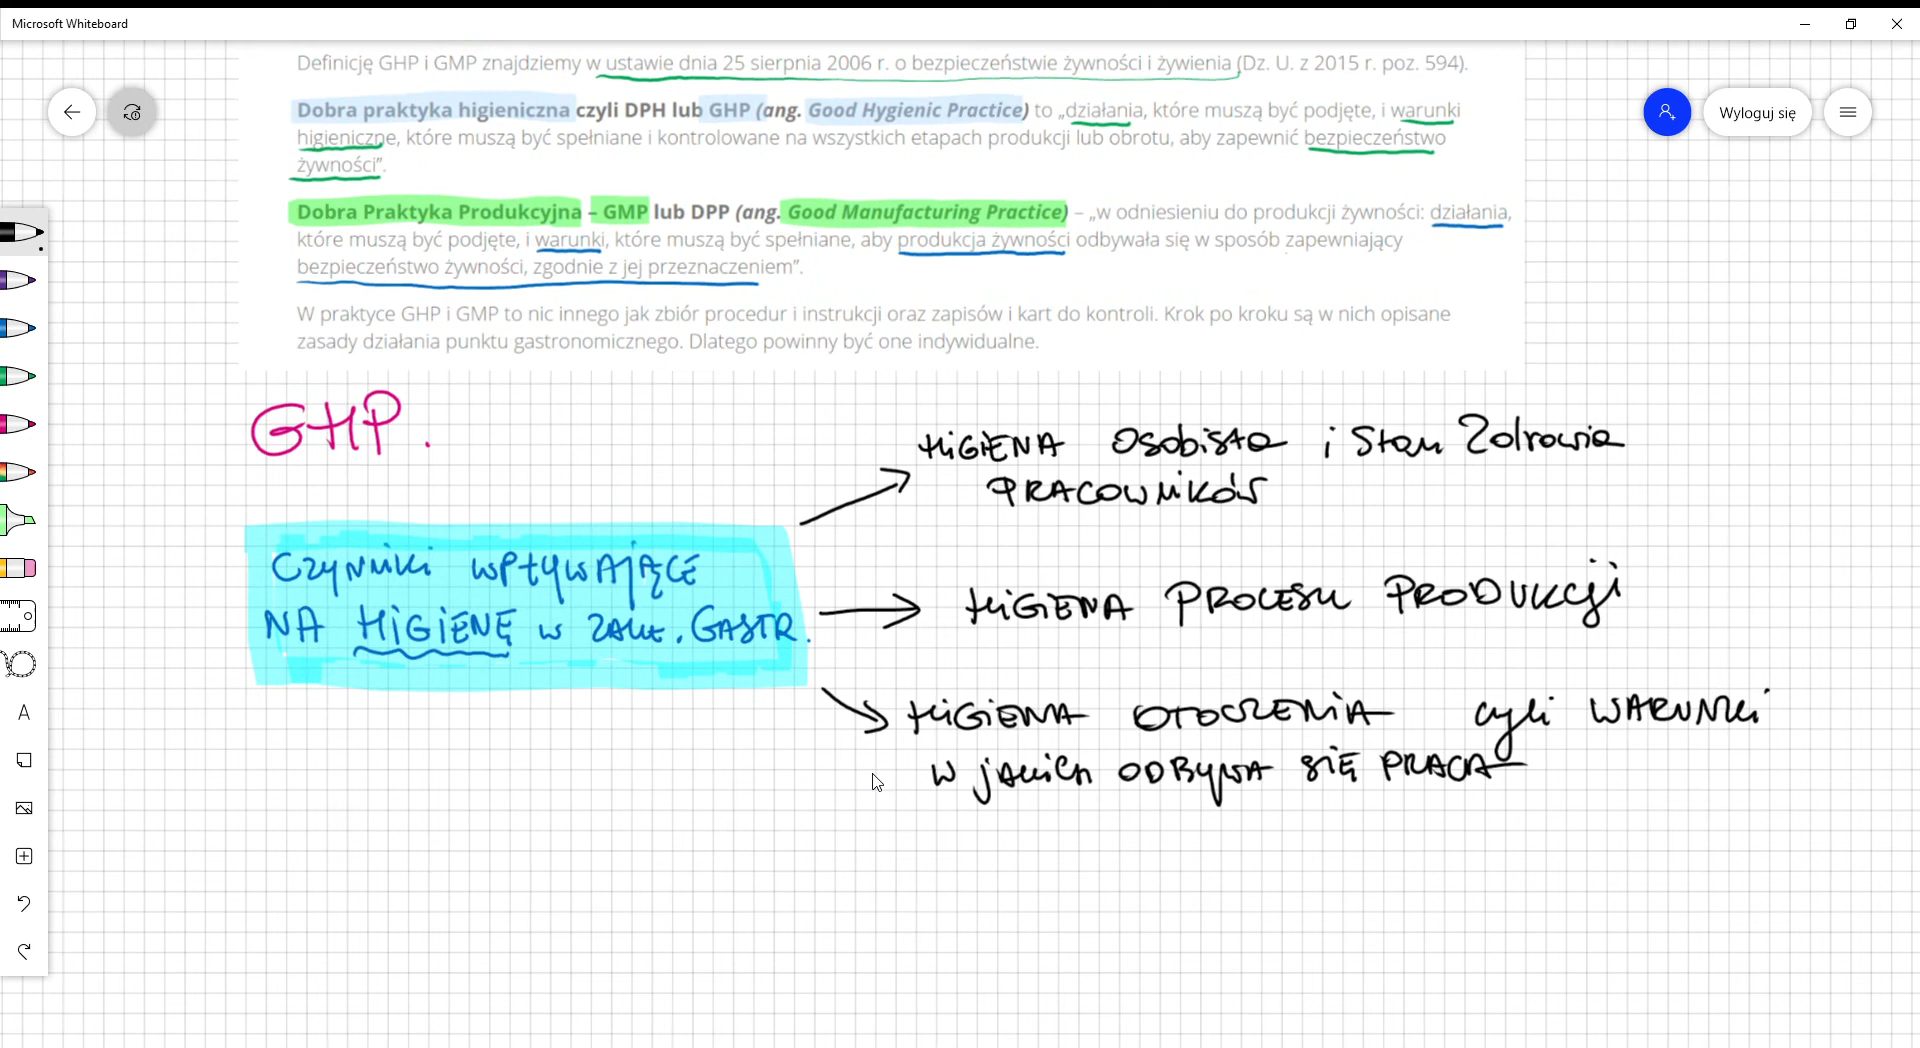 Microsoft Whiteboard
Definicję GHP i GMP znajdziemy w ustawie dnia 25 sierpnia 2006 r. o bezpieczeństwie żywności i żywienia (Dz. U. z 2015 r. poz. 594).
Wyloguj się
Dobra praktyka higieniczna czyli DPH lub GHP (ang. Good Hygienic Practice) to „działania, które muszą być podjęte, i warunki
higieniczne, które muszą być spełniane i kontrolowane na wszystkich etapach produkcji lub obrotu, aby zapewnić bezpieczeństwo
żywności”.
Dobra Praktyka Produkcyjna – GMP lub DPP (ang. Good Manufacturing Practice) – „w odniesieniu do produkcji żywności: działania,
które muszą być podjęte, i warunki, które muszą być spełniane, aby produkcja żywności odbywała się w sposób zapewniający
bezpieczeństwo żywności, zgodnie z jej przeznaczeniem”.
W praktyce GHP i GMP to nic innego jak zbiór procedur i instrukcji oraz zapisów i kart do kontroli. Krok po kroku są w nich opisane
zasady działania punktu gastronomicznego. Dlatego powinny być one indywidualne.
GHP.
CZYNNIKI WPŁYWAJĄCE
NA HIGIENĘ W ZAKŁ. GASTR.
HIGIENA Osobista i Stan Zdrowia
PRACOWNIKÓW
HIGIENA PROCESU PRODUKCJI
HIGIENA OTOCZENIA czyli WARUNKI
W JAKICH ODBYWA SIĘ PRACA
A